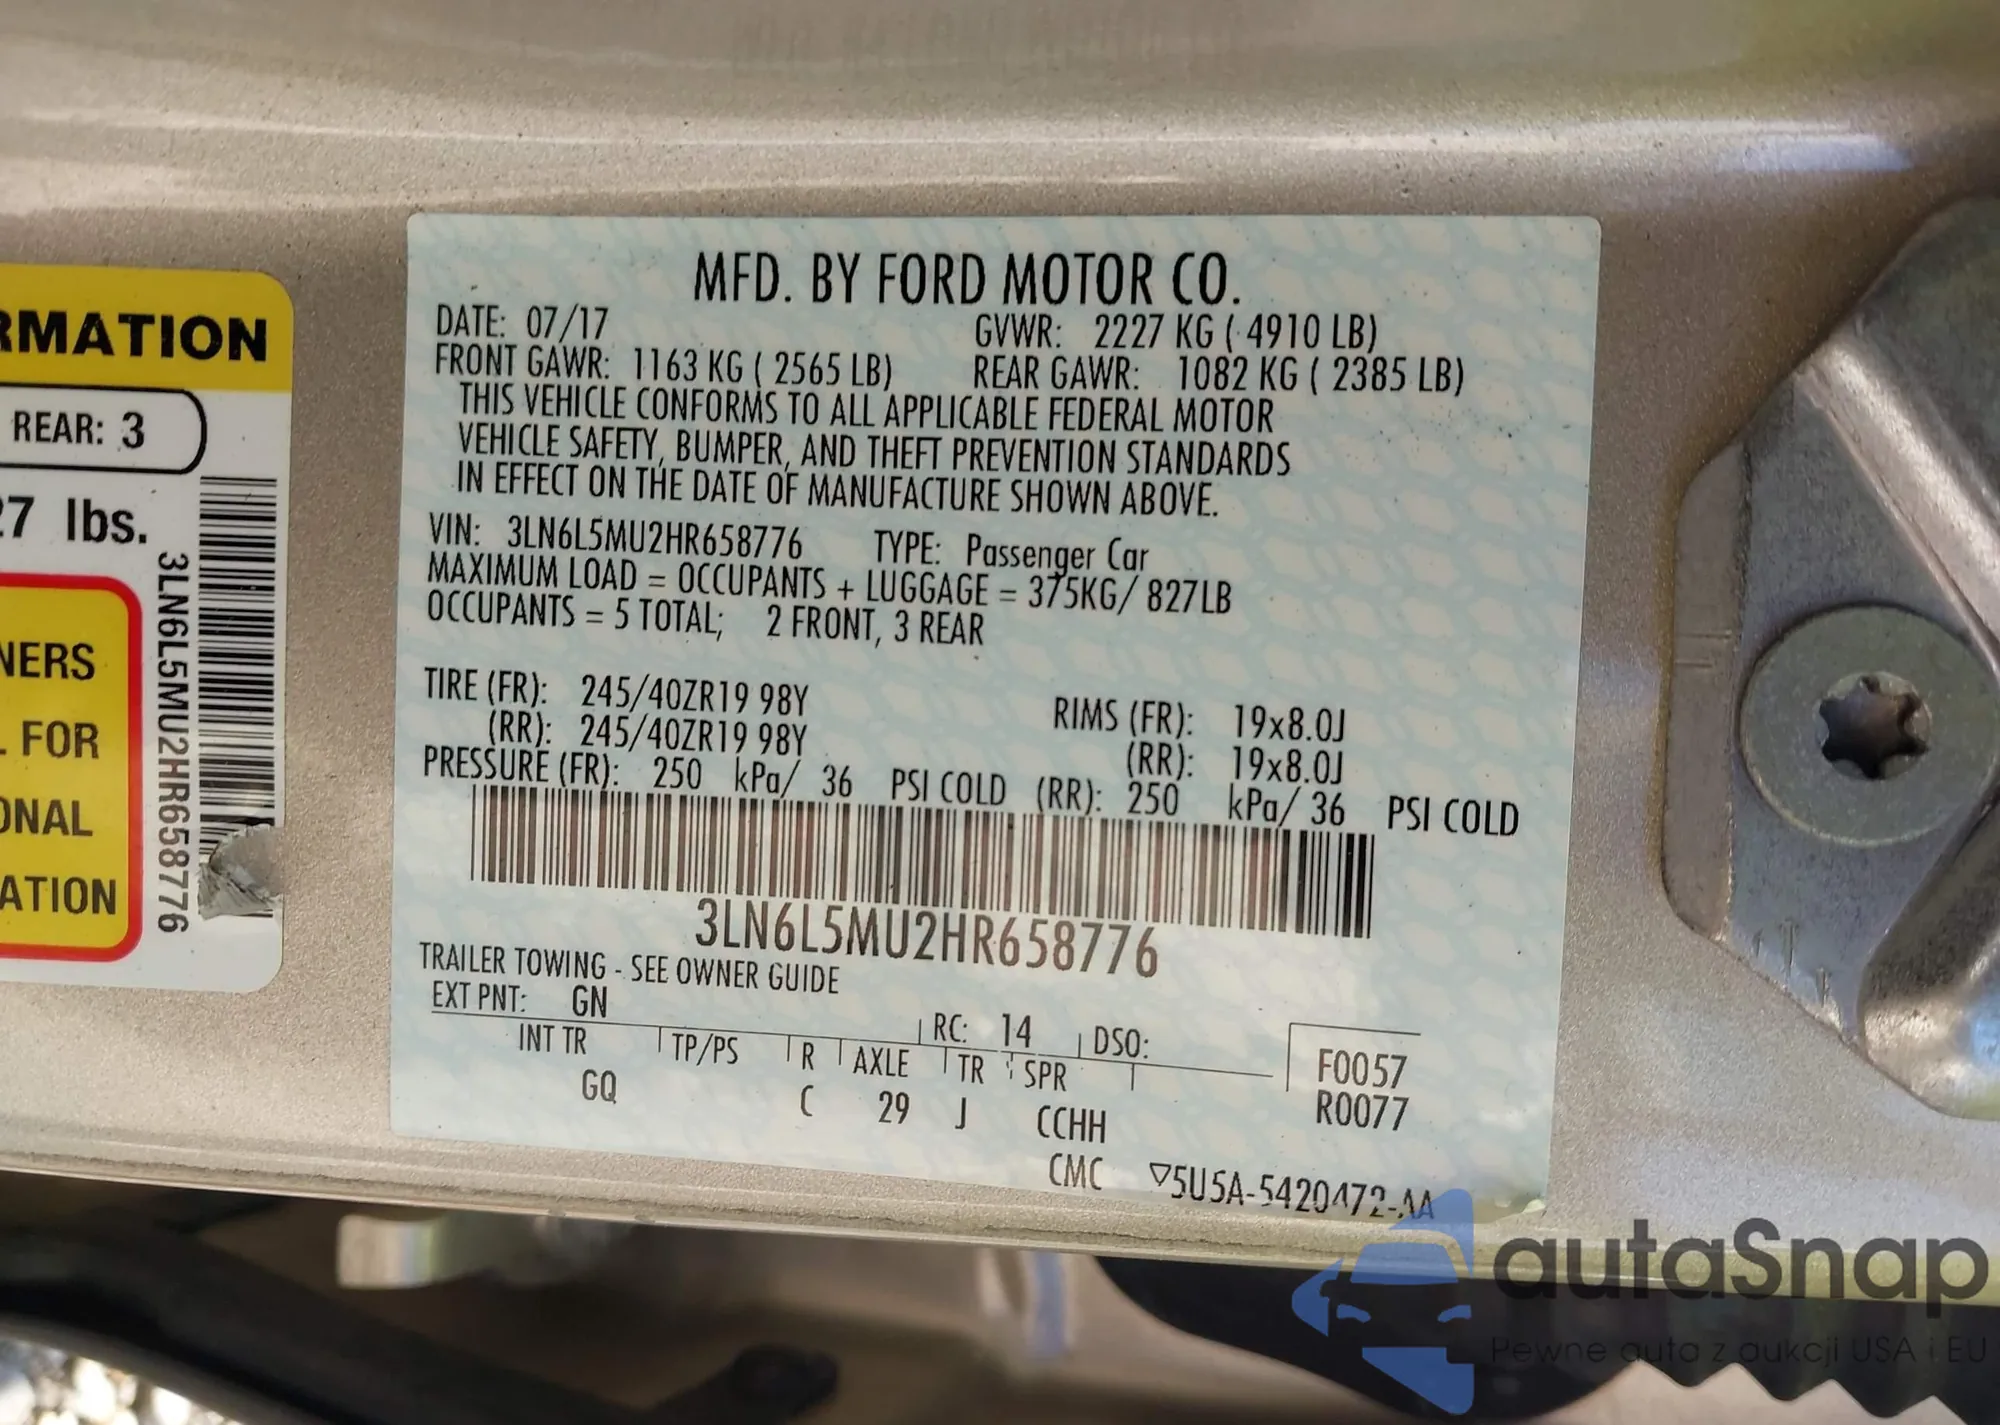 RMATION
REAR: 3
27 lbs.
NERS
L FOR
ONAL
ATION
3LN6L5MU2HR658776
MFD. BY FORD MOTOR CO.
DATE: 07/17 GVWR: 2227 KG ( 4910 LB)
FRONT GAWR: 1163 KG ( 2565 LB) REAR GAWR: 1082 KG ( 2385 LB)
THIS VEHICLE CONFORMS TO ALL APPLICABLE FEDERAL MOTOR
VEHICLE SAFETY, BUMPER, AND THEFT PREVENTION STANDARDS
IN EFFECT ON THE DATE OF MANUFACTURE SHOWN ABOVE.
VIN: 3LN6L5MU2HR658776 TYPE: Passenger Car
MAXIMUM LOAD = OCCUPANTS + LUGGAGE = 375KG/ 827LB
OCCUPANTS = 5 TOTAL; 2 FRONT, 3 REAR
TIRE (FR): 245/40ZR19 98Y RIMS (FR): 19x8.0J
(RR): 245/40ZR19 98Y (RR): 19x8.0J
PRESSURE (FR): 250 kPa/ 36 PSI COLD (RR): 250 kPa/ 36 PSI COLD
3LN6L5MU2HR658776
TRAILER TOWING - SEE OWNER GUIDE
EXT PNT: GN RC: 14 DSO:
INT TR TP/PS R AXLE TR SPR F0057
GQ C 29 J CCHH R0077
CMC ▽5U5A-5420472-AA
autaSnap
Pewne auta z aukcji USA i EU